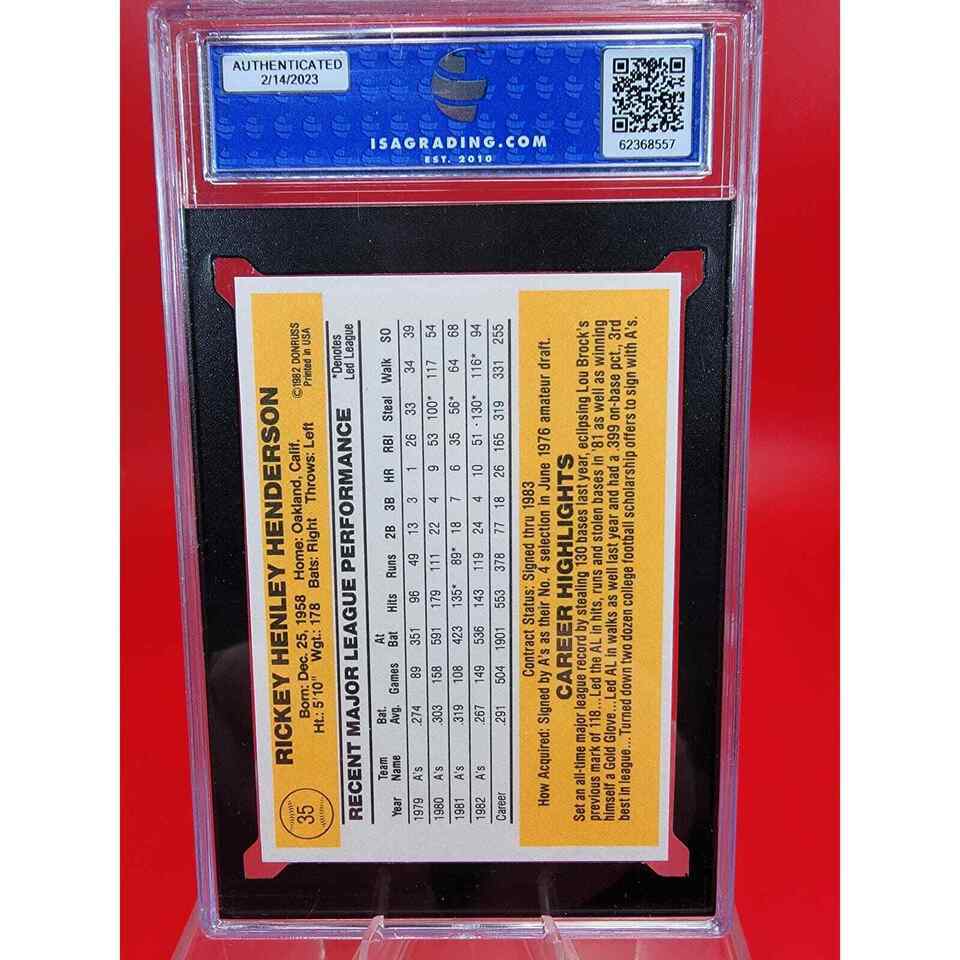 AUTHENTICATED
2/14/2023
ISAGRADING.COM
EST. 2010
62368557
35
RICKEY HENLEY HENDERSON
©1982 DONRUSS
Printed in USA
Born: Dec. 25, 1958 Home: Oakland, Calif.
Ht.: 5'10" Wgt.: 178 Bats: Right Throws: Left
RECENT MAJOR LEAGUE PERFORMANCE
*Denotes
Led League
Year Team Name Bat. Avg. Games At Bat Hits Runs 2B 3B HR RBI Steal Walk SO
1979 A's .274 89 351 96 49 13 3 1 26 33 34 39
1980 A's .303 158 591 179 111 22 4 9 53 100* 117 54
1981 A's .319 108 423 135* 89* 18 7 6 35 56* 64 68
1982 A's .267 149 536 143 119 24 4 10 51 130* 116* 94
Career .291 504 1901 553 378 77 18 26 165 319 331 255
Contract Status: Signed thru 1983
How Acquired: Signed by A's as their No. 4 selection in June 1976 amateur draft.
CAREER HIGHLIGHTS
Set an all-time major league record by stealing 130 bases last year, eclipsing Lou Brock's
previous mark of 118...Led the AL in hits, runs and stolen bases in '81 as well as winning
himself a Gold Glove...Led AL in walks as well last year and had a .399 on-base pct., 3rd
best in league...Turned down two dozen college football scholarship offers to sign with A's.